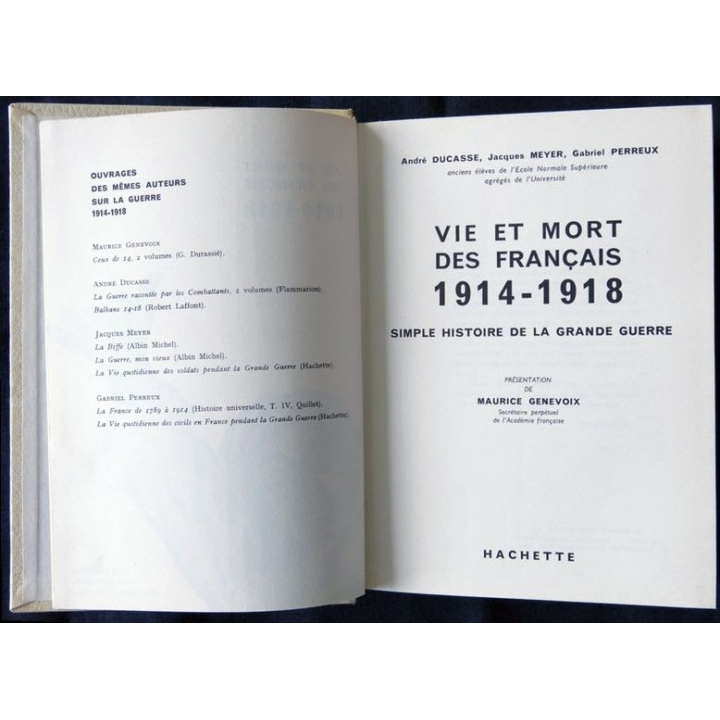 OUVRAGES
DES MÊMES AUTEURS
SUR LA GUERRE
1914-1918
MAURICE GENEVOIX
Ceux de 14, 2 volumes (G. Durassié).
ANDRÉ DUCASSE
La Guerre racontée par les Combattants, 2 volumes (Flammarion).
Balkans 14-18 (Robert Laffont).
JACQUES MEYER
La Biffe (Albin Michel).
La Guerre, mon vieux (Albin Michel).
La Vie quotidienne des soldats pendant la Grande Guerre (Hachette).
GABRIEL PERREUX
La France de 1789 à 1914 (Histoire universelle, T. IV, Quillet).
La Vie quotidienne des civils en France pendant la Grande Guerre (Hachette).
André DUCASSE, Jacques MEYER, Gabriel PERREUX
anciens élèves de l'École Normale Supérieure
agrégés de l'Université
VIE ET MORT
DES FRANÇAIS
1914-1918
SIMPLE HISTOIRE DE LA GRANDE GUERRE
PRÉSENTATION
DE
MAURICE GENEVOIX
Secrétaire perpétuel
de l'Académie française
HACHETTE